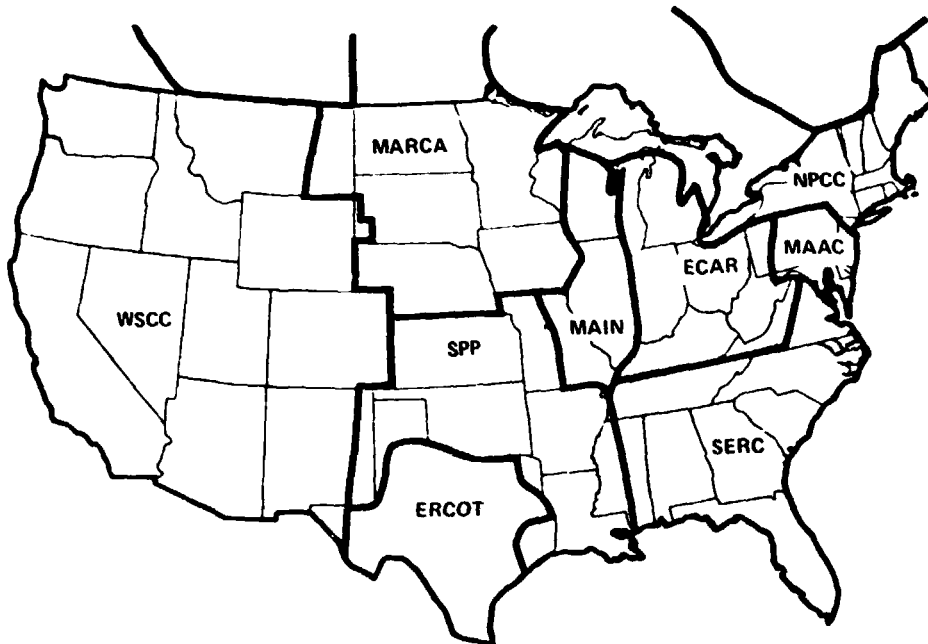 MARCA
NPCC
MAAC
ECAR
WSCC
MAIN
SPP
SERC
ERCOT